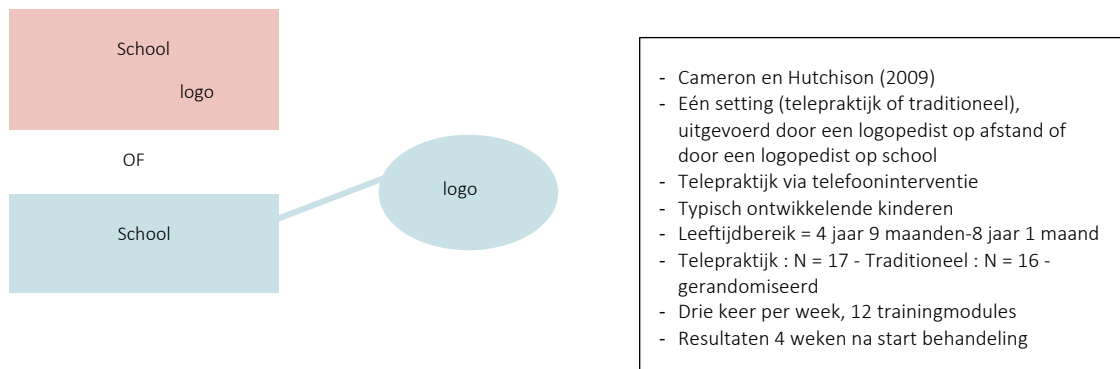 School
logo
OF
School
logo
- Cameron en Hutchison (2009)
- Eén setting (telepraktijk of traditioneel),
uitgevoerd door een logopedist op afstand of
door een logopedist op school
- Telepraktijk via telefooninterventie
- Typisch ontwikkelende kinderen
- Leeftijdbereik = 4 jaar 9 maanden-8 jaar 1 maand
- Telepraktijk : N = 17 - Traditioneel : N = 16 -
gerandomiseerd
- Drie keer per week, 12 trainingmodules
- Resultaten 4 weken na start behandeling